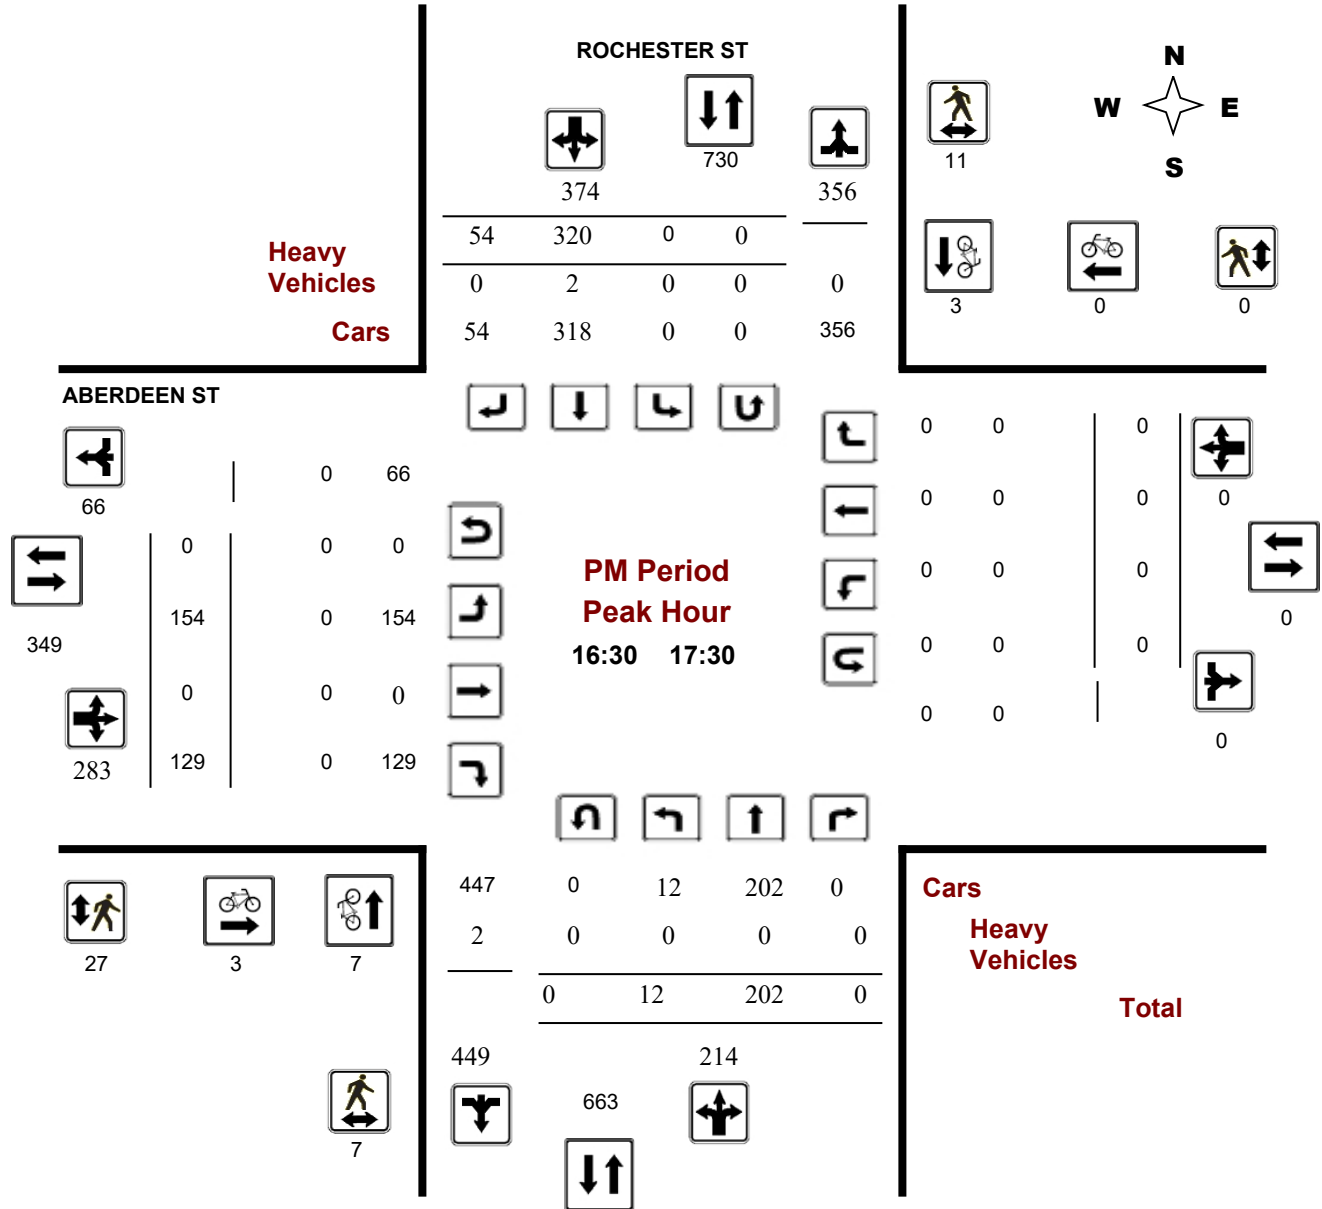 ROCHESTER ST
N
W E
S
730
11
374 356
54 320 0 0
Heavy
Vehicles
0 2 0 0 0
3 0 0
Cars
54 318 0 0 356
ABERDEEN ST
0 0 0
0 66
66
0 0 0 0
0 0 0
PM Period
0 0 0
Peak Hour
154 0 154
0
349
16:30 17:30
0 0 0
0 0 0
0 0
0
283
129 0 129
447 0 12 202 0
Cars
2 0 0 0 0
Heavy
Vehicles
27 3 7
0 12 202 0
Total
449 214
663
7